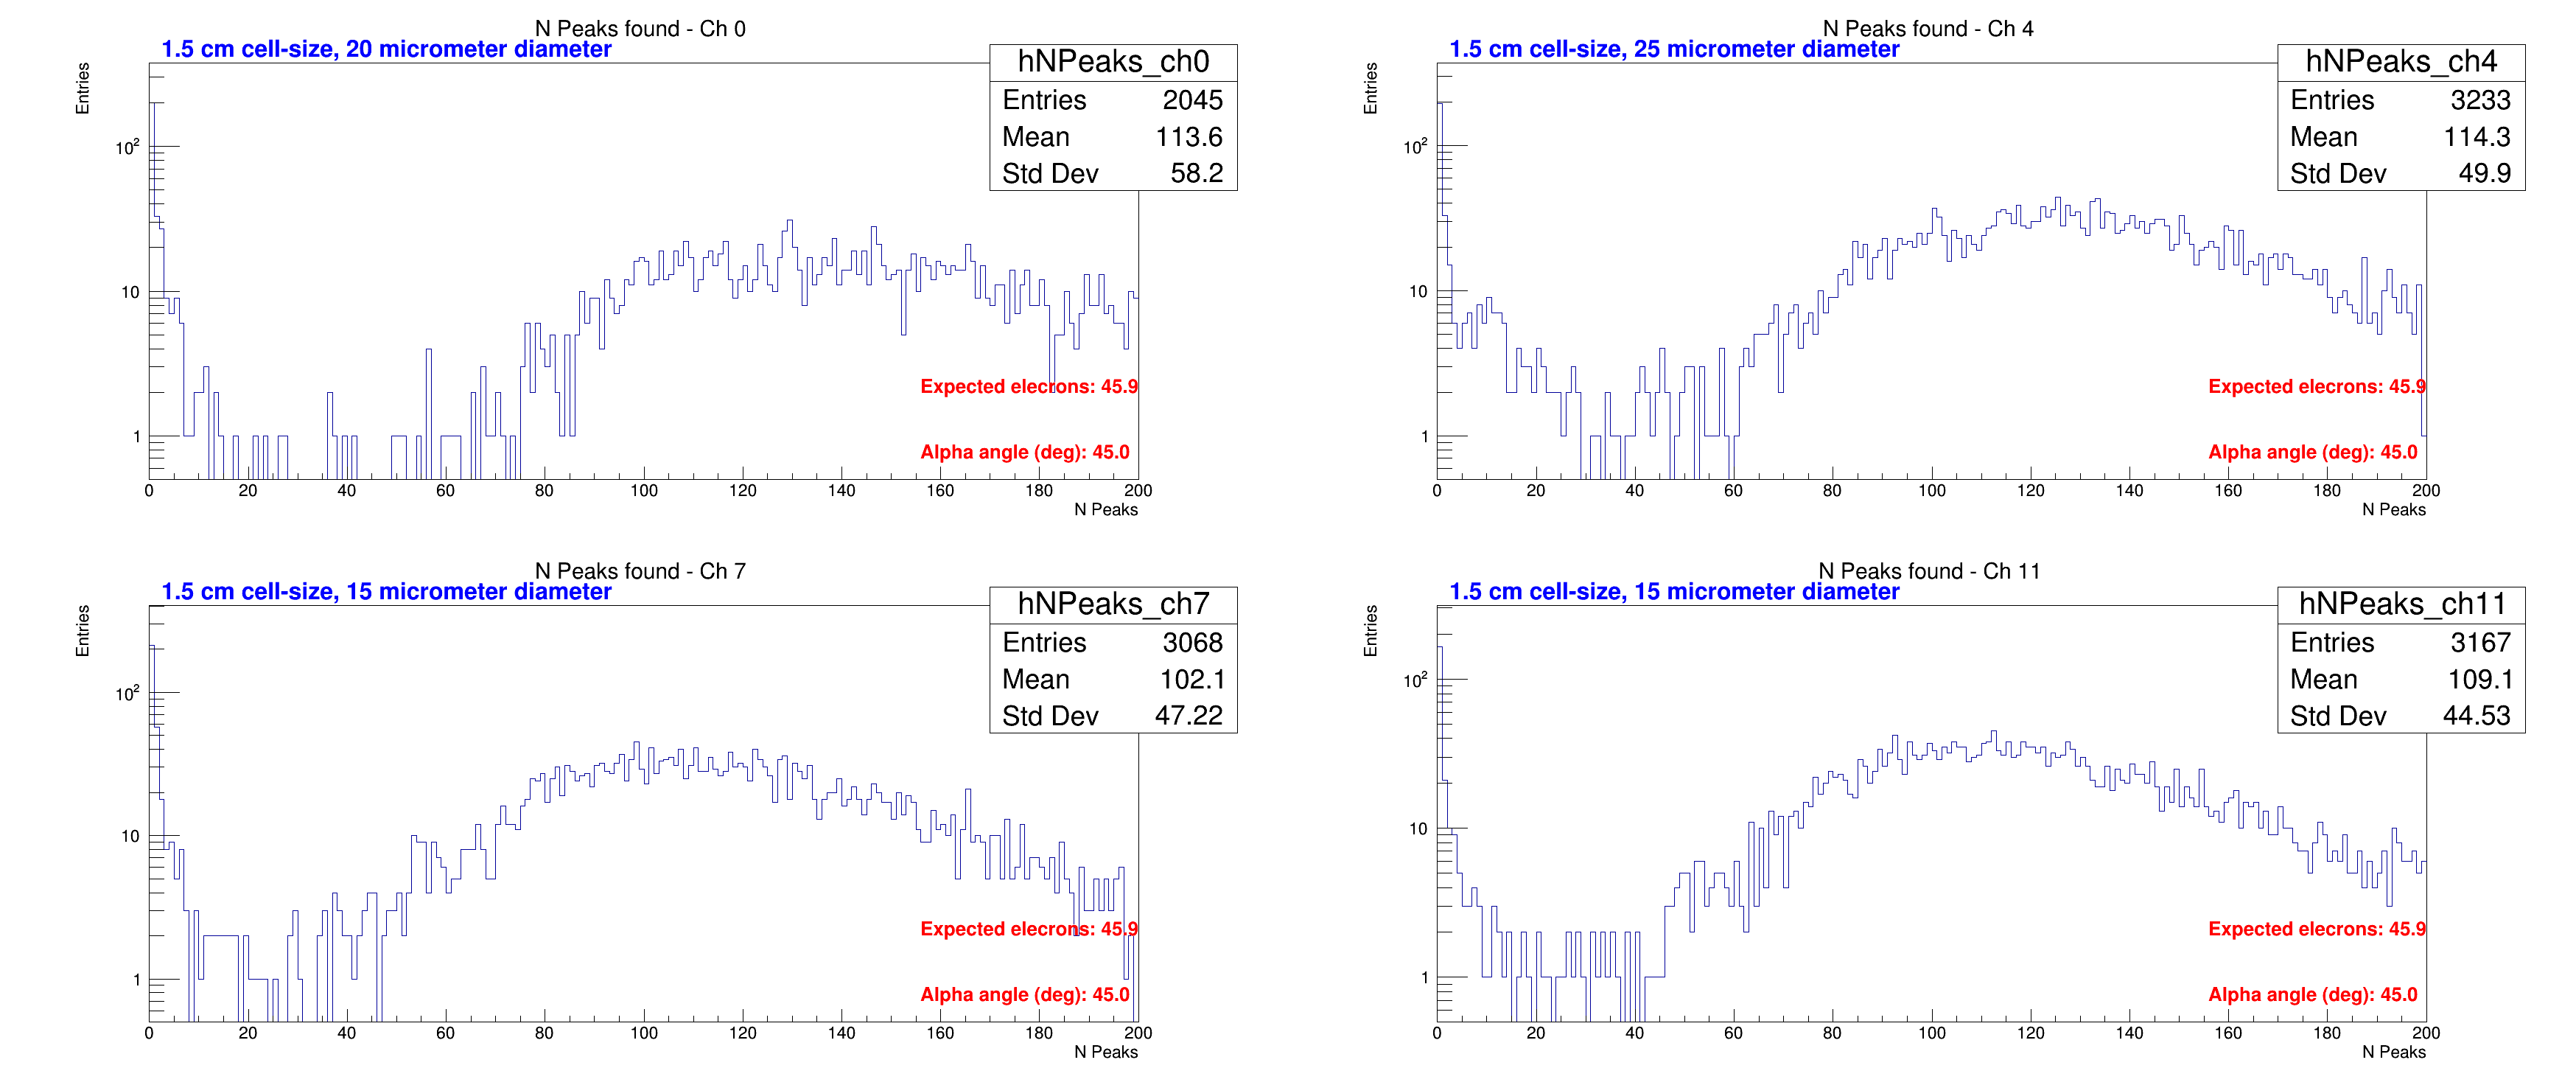 N Peaks found - Ch 0
1.5 cm cell-size, 20 micrometer diameter
hNPeaks_ch0
Entries 2045
Mean 113.6
Std Dev 58.2
Entries
10²
10
1
Expected elecrons: 45.9
Alpha angle (deg): 45.0
0 20 40 60 80 100 120 140 160 180 200
N Peaks
N Peaks found - Ch 4
1.5 cm cell-size, 25 micrometer diameter
hNPeaks_ch4
Entries 3233
Mean 114.3
Std Dev 49.9
Entries
10²
10
1
Expected elecrons: 45.9
Alpha angle (deg): 45.0
0 20 40 60 80 100 120 140 160 180 200
N Peaks
N Peaks found - Ch 7
1.5 cm cell-size, 15 micrometer diameter
hNPeaks_ch7
Entries 3068
Mean 102.1
Std Dev 47.22
Entries
10²
10
1
Expected elecrons: 45.9
Alpha angle (deg): 45.0
0 20 40 60 80 100 120 140 160 180 200
N Peaks
N Peaks found - Ch 11
1.5 cm cell-size, 15 micrometer diameter
hNPeaks_ch11
Entries 3167
Mean 109.1
Std Dev 44.53
Entries
10²
10
1
Expected elecrons: 45.9
Alpha angle (deg): 45.0
0 20 40 60 80 100 120 140 160 180 200
N Peaks